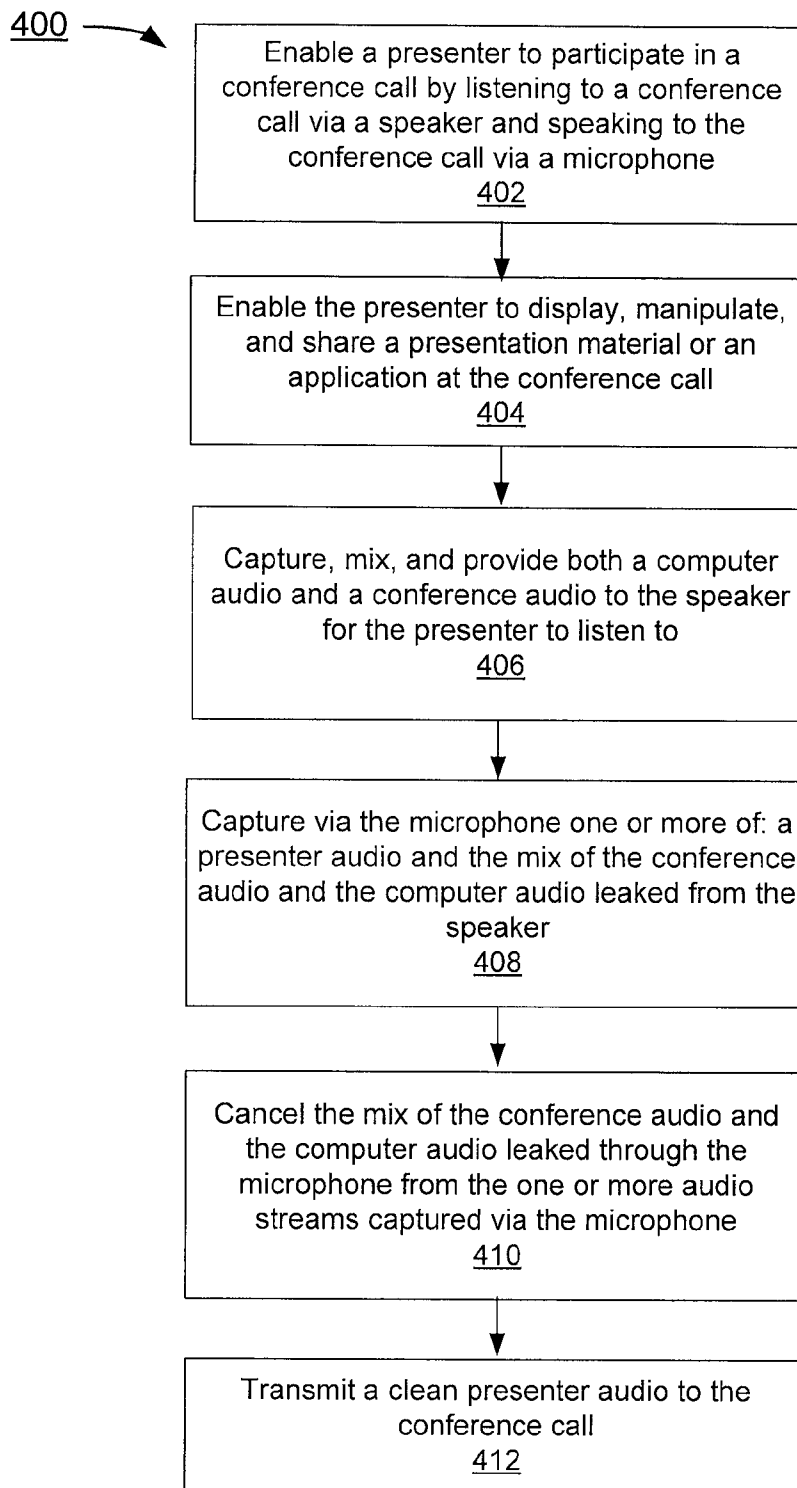 400
Enable a presenter to participate in a
conference call by listening to a conference
call via a speaker and speaking to the
conference call via a microphone
402
Enable the presenter to display, manipulate,
and share a presentation material or an
application at the conference call
404
Capture, mix, and provide both a computer
audio and a conference audio to the speaker
for the presenter to listen to
406
Capture via the microphone one or more of: a
presenter audio and the mix of the conference
audio and the computer audio leaked from the
speaker
408
Cancel the mix of the conference audio and
the computer audio leaked through the
microphone from the one or more audio
streams captured via the microphone
410
Transmit a clean presenter audio to the
conference call
412